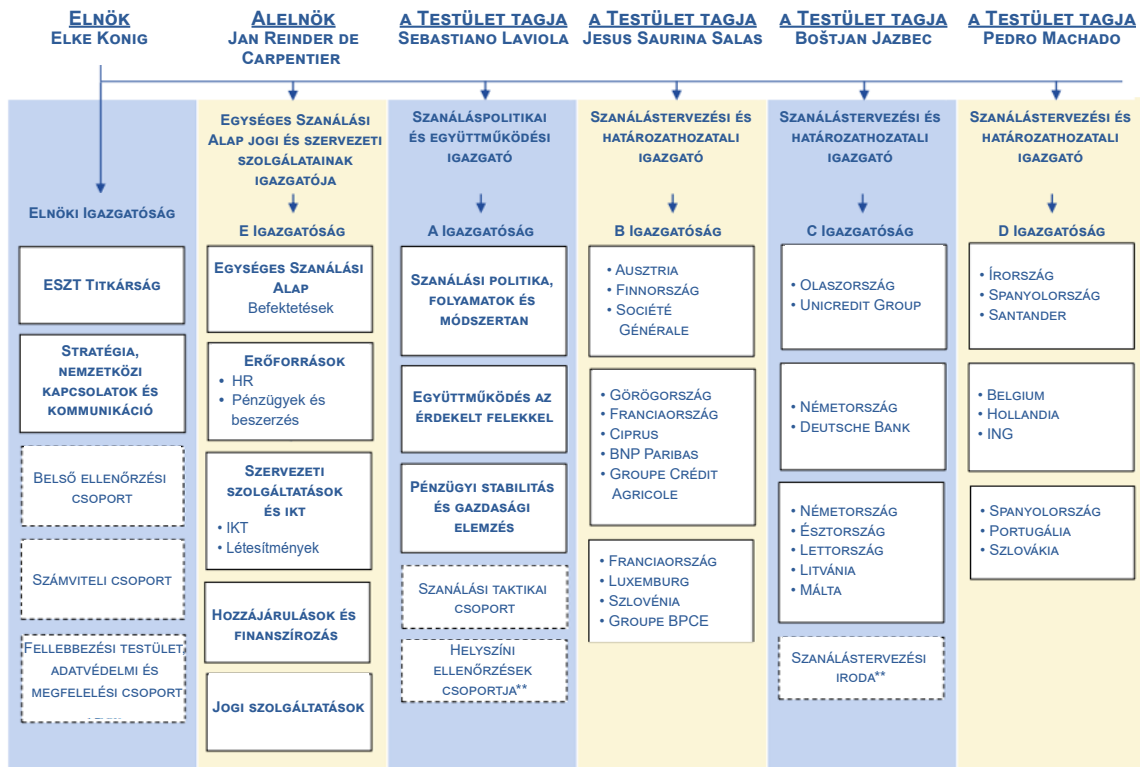 ELNÖK
ELKE KONIG
ALELNÖK
JAN REINDER DE
CARPENTIER
A TESTÜLET TAGJA
SEBASTIANO LAVIOLA
A TESTÜLET TAGJA
JESUS SAURINA SALAS
A TESTÜLET TAGJA
BOŠTJAN JAZBEC
A TESTÜLET TAGJA
PEDRO MACHADO
ELNÖKI IGAZGATÓSÁG
ESZT TITKÁRSÁG
STRATÉGIA,
NEMZETKÖZI
KAPCSOLATOK ÉS
KOMMUNIKÁCIÓ
BELSŐ ELLENŐRZÉSI
CSOPORT
SZÁMVITELI CSOPORT
FELLEBBEZÉSI TESTÜLET,
ADATVÉDELMI ÉS
MEGFELELÉSI CSOPORT
EGYSÉGES SZANÁLÁSI
ALAP JOGI ÉS SZERVEZETI
SZOLGÁLATAINAK
IGAZGATÓJA
E IGAZGATÓSÁG
EGYSÉGES SZANÁLÁSI
ALAP
Befektetések
ERŐFORRÁSOK
• HR
• Pénzügyek és
beszerzés
SZERVEZETI
SZOLGÁLTATÁSOK
ÉS IKT
• IKT
• Létesítmények
HOZZÁJÁRULÁSOK ÉS
FINANSZÍROZÁS
JOGI SZOLGÁLTATÁSOK
SZANÁLÁSPOLITIKAI
ÉS EGYÜTTMŰKÖDÉSI
IGAZGATÓ
A IGAZGATÓSÁG
SZANÁLÁSI POLITIKA,
FOLYAMATOK ÉS
MÓDSZERTAN
EGYÜTTMŰKÖDÉS AZ
ÉRDEKELT FELEKKEL
PÉNZÜGYI STABILITÁS
ÉS GAZDASÁGI
ELEMZÉS
SZANÁLÁSI TAKTIKAI
CSOPORT
HELYSZÍNI
ELLENŐRZÉSEK
CSOPORTJA**
SZANÁLÁSTERVEZÉSI ÉS
HATÁROZATHOZATALI
IGAZGATÓ
B IGAZGATÓSÁG
• AUSZTRIA
• FINNORSZÁG
• SOCIÉTÉ
GÉNÉRALE
• GÖRÖGORSZÁG
• FRANCIAORSZÁG
• CIPRUS
• BNP PARIBAS
• GROUPE CRÉDIT
AGRICOLE
• FRANCIAORSZÁG
• LUXEMBURG
• SZLOVÉNIA
• GROUPE BPCE
SZANÁLÁSTERVEZÉSI ÉS
HATÁROZATHOZATALI
IGAZGATÓ
C IGAZGATÓSÁG
• OLASZORSZÁG
• UNICREDIT GROUP
• NÉMETORSZÁG
• DEUTSCHE BANK
• NÉMETORSZÁG
• ÉSZTORSZÁG
• LETTORSZÁG
• LITVÁNIA
• MÁLTA
SZANÁLÁSTERVEZÉSI
IRODA**
SZANÁLÁSTERVEZÉSI ÉS
HATÁROZATHOZATALI
IGAZGATÓ
D IGAZGATÓSÁG
• ÍRORSZÁG
• SPANYOLORSZÁG
• SANTANDER
• BELGIUM
• HOLLANDIA
• ING
• SPANYOLORSZÁG
• PORTUGÁLIA
• SZLOVÁKIA